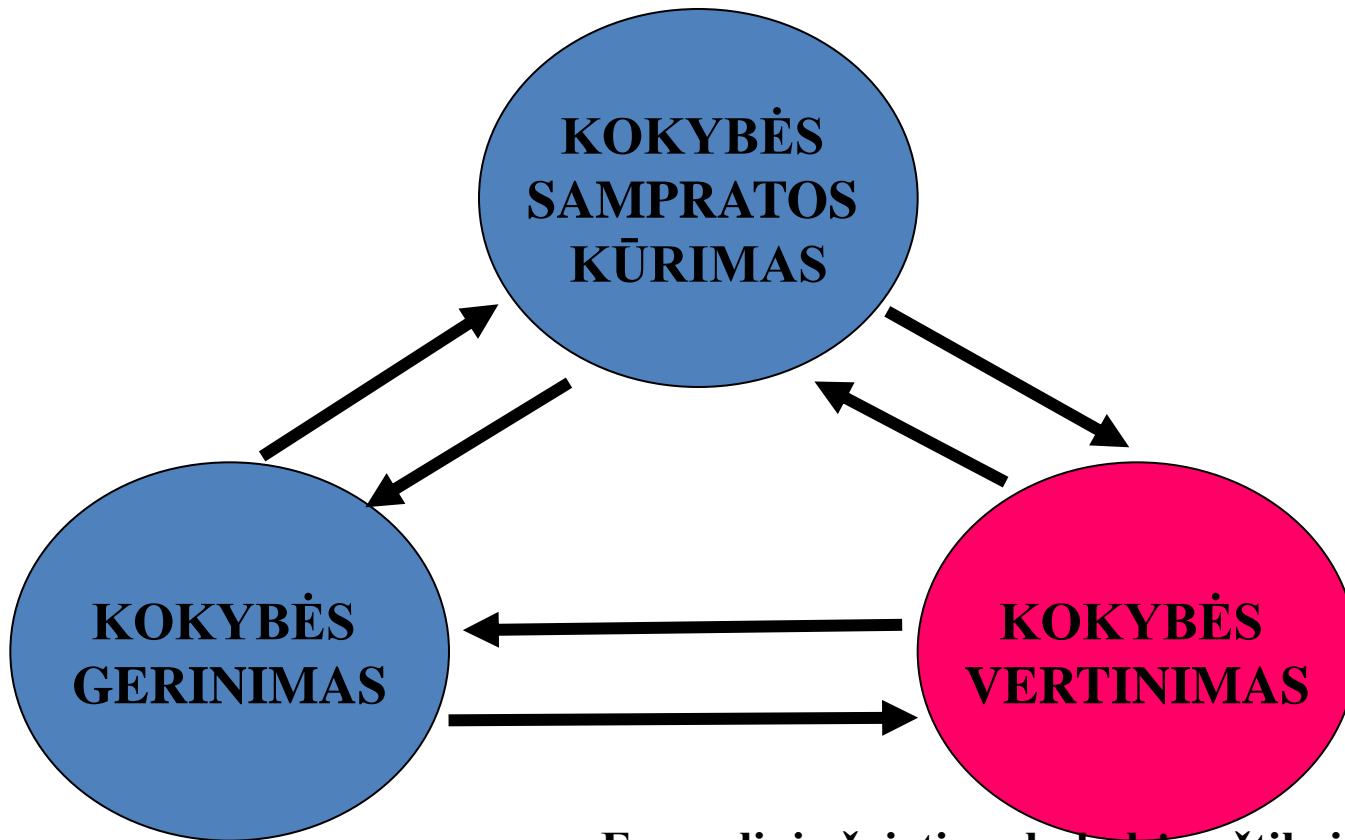 KOKYBĖS
SAMPRATOS
KŪRIMAS
KOKYBĖS
GERINIMAS
KOKYBĖS
VERTINIMAS